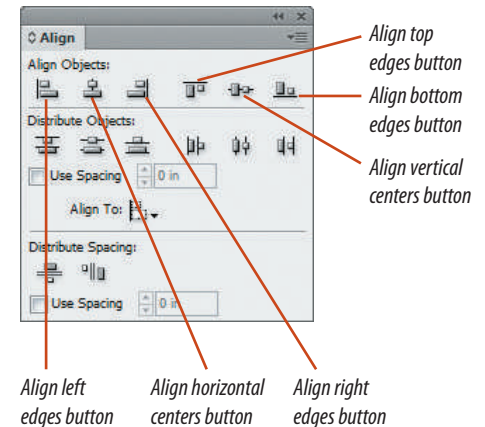 Align
Align Objects:
Distribute Objects:
Use Spacing
0 in
Align To:
Distribute Spacing:
Use Spacing
0 in
Align top
edges button
Align bottom
edges button
Align vertical
centers button
Align left
edges button
Align horizontal
centers button
Align right
edges button